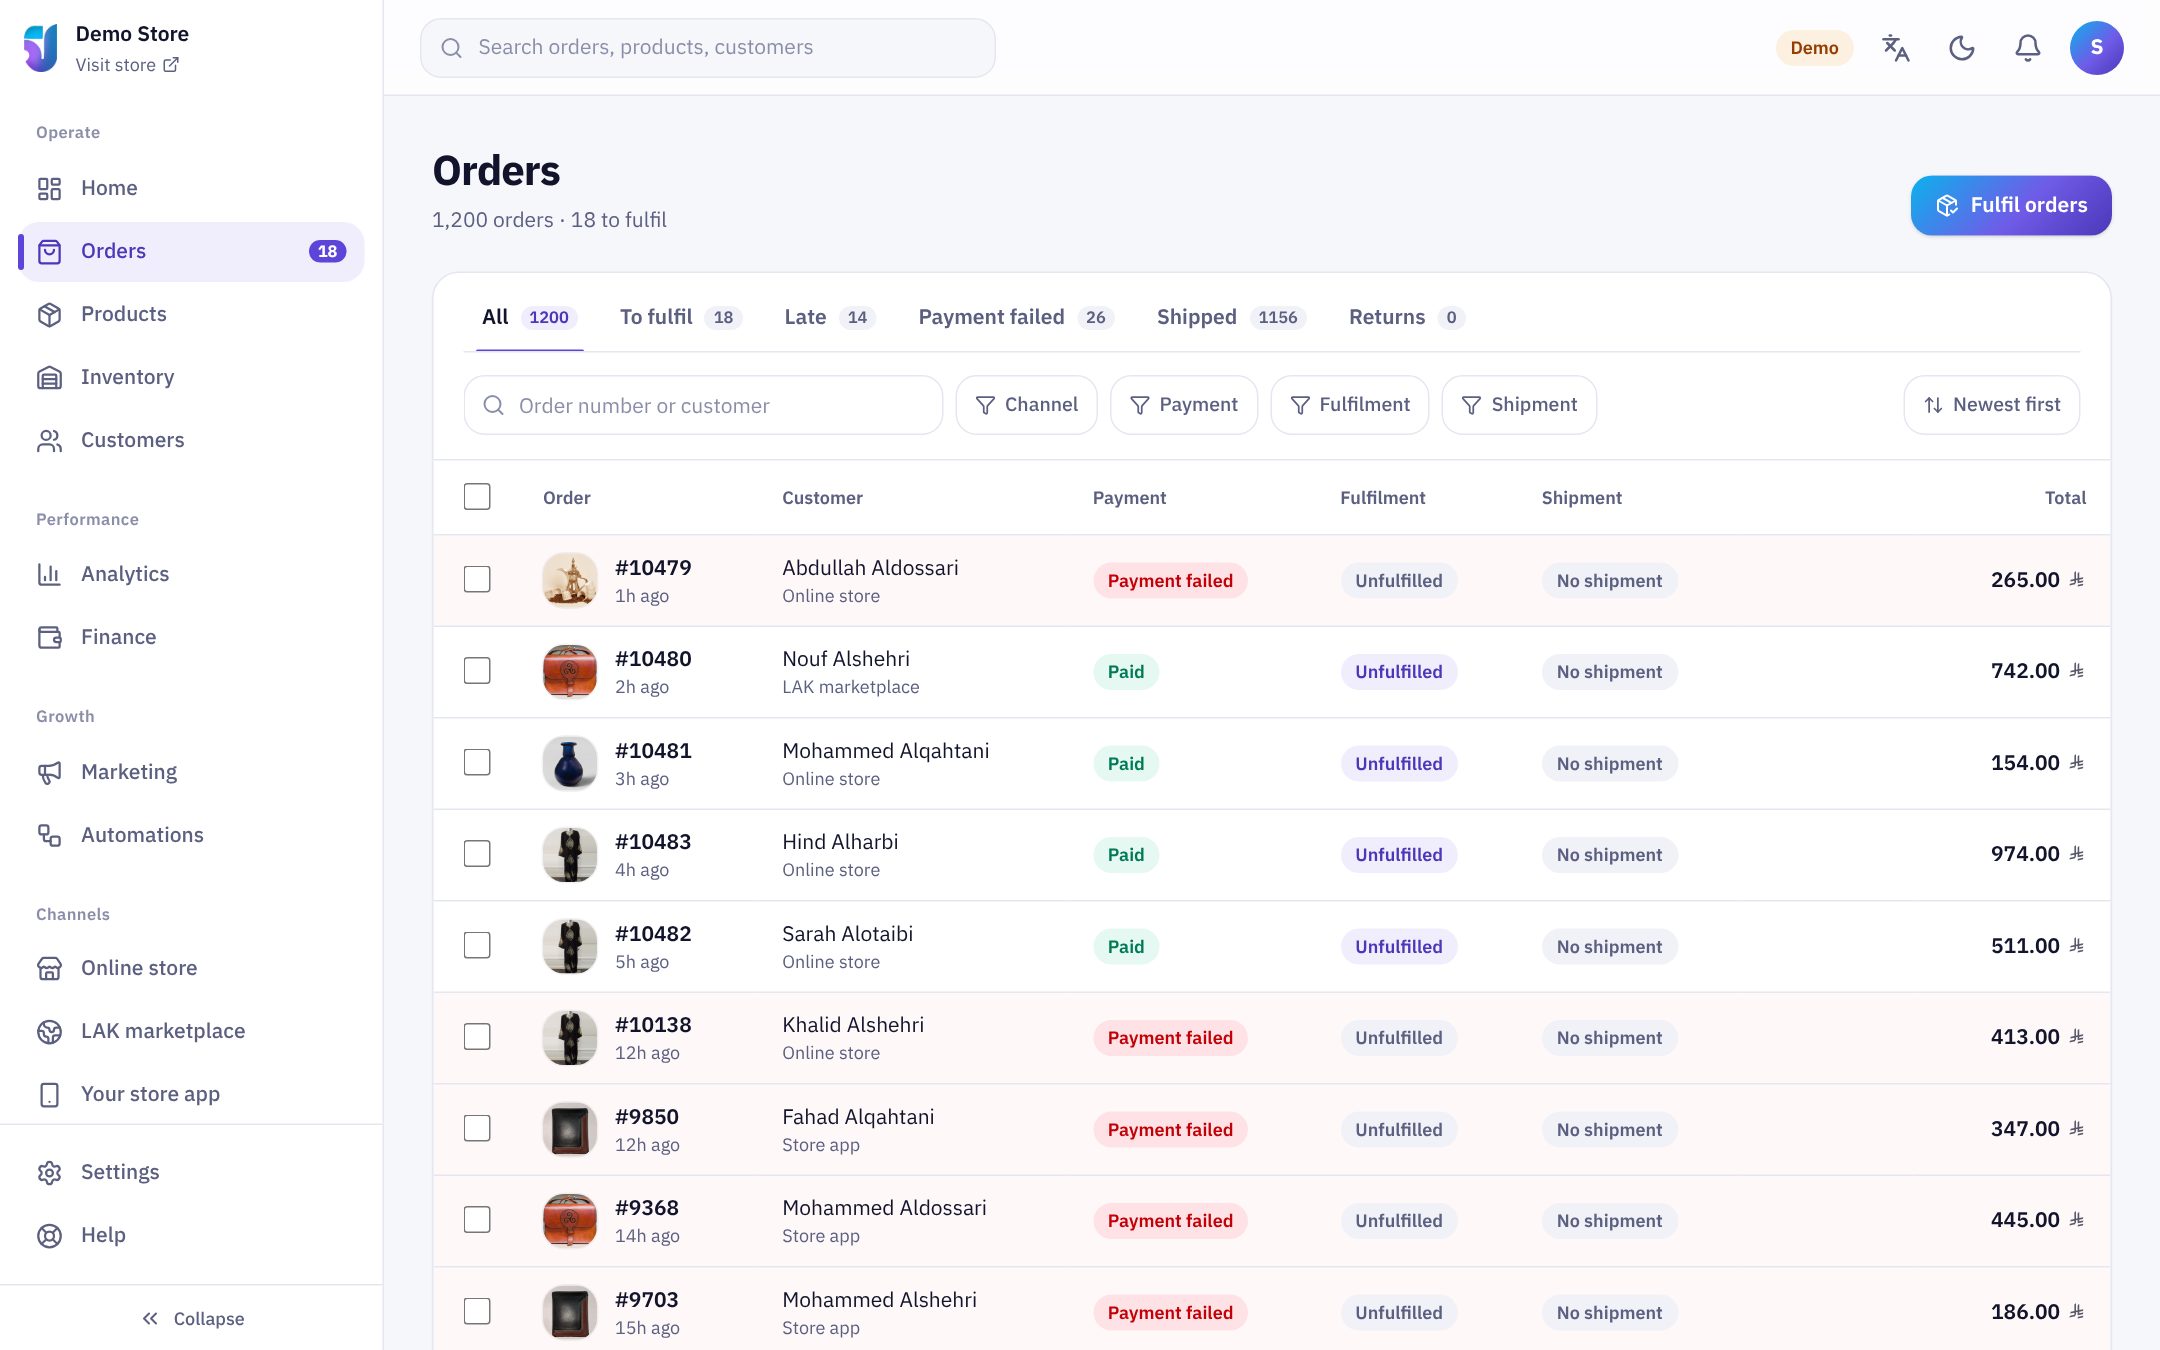 Demo Store
Visit store
Operate
Home
Orders 18
Products
Inventory
Customers
Performance
Analytics
Finance
Growth
Marketing
Automations
Channels
Online store
LAK marketplace
Your store app
Settings
Help
Collapse
Search orders, products, customers
Demo
S
Orders
1,200 orders · 18 to fulfil
Fulfil orders
All 1200 To fulfil 18 Late 14 Payment failed 26 Shipped 1156 Returns 0
Order number or customer Channel Payment Fulfilment Shipment Newest first
Order Customer Payment Fulfilment Shipment Total
#10479 Abdullah Aldossari Payment failed Unfulfilled No shipment 265.00
1h ago Online store
#10480 Nouf Alshehri Paid Unfulfilled No shipment 742.00
2h ago LAK marketplace
#10481 Mohammed Alqahtani Paid Unfulfilled No shipment 154.00
3h ago Online store
#10483 Hind Alharbi Paid Unfulfilled No shipment 974.00
4h ago Online store
#10482 Sarah Alotaibi Paid Unfulfilled No shipment 511.00
5h ago Online store
#10138 Khalid Alshehri Payment failed Unfulfilled No shipment 413.00
12h ago Online store
#9850 Fahad Alqahtani Payment failed Unfulfilled No shipment 347.00
12h ago Store app
#9368 Mohammed Aldossari Payment failed Unfulfilled No shipment 445.00
14h ago Store app
#9703 Mohammed Alshehri Payment failed Unfulfilled No shipment 186.00
15h ago Store app